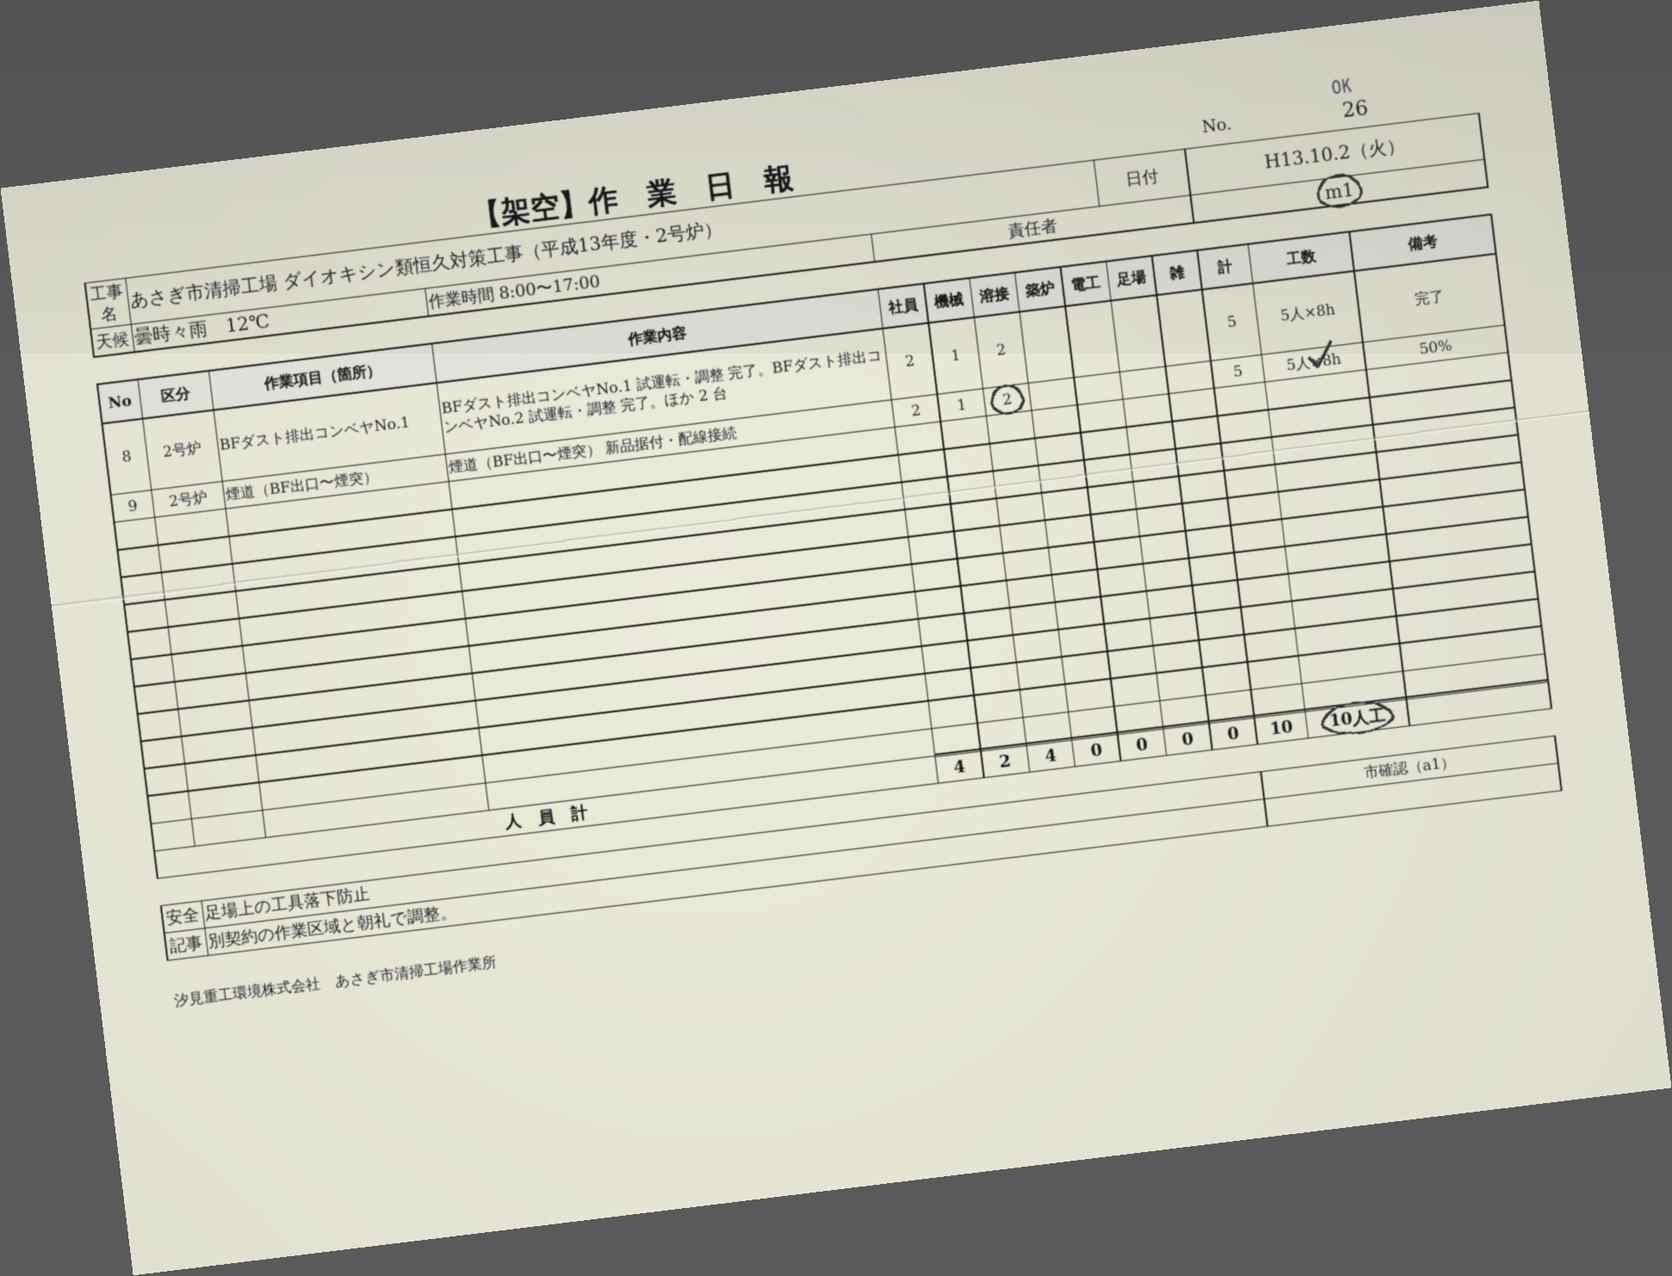 OK
No. 26
【架空】作 業 日 報
工事名 あさぎ市清掃工場 ダイオキシン類恒久対策工事（平成13年度・2号炉） 日付 H13.10.2（火）
天候 曇時々雨 12℃ 作業時間 8:00〜17:00 責任者 m1
No 区分 作業項目（箇所） 作業内容 社員 機械 溶接 築炉 電工 足場 雑 計 工数 備考
8 2号炉 BFダスト排出コンベヤNo.1 BFダスト排出コンベヤNo.1 試運転・調整 完了。BFダスト排出コ
ンベヤNo.2 試運転・調整 完了。ほか 2 台 2 1 2 5 5人×8h 完了
9 2号炉 煙道（BF出口〜煙突） 煙道（BF出口〜煙突） 新品据付・配線接続 2 1 2 5 5人×8h 50%
人 員 計 4 2 4 0 0 0 0 10 10人工
安全 足場上の工具落下防止 市確認（a1）
記事 別契約の作業区域と朝礼で調整。
汐見重工環境株式会社 あさぎ市清掃工場作業所